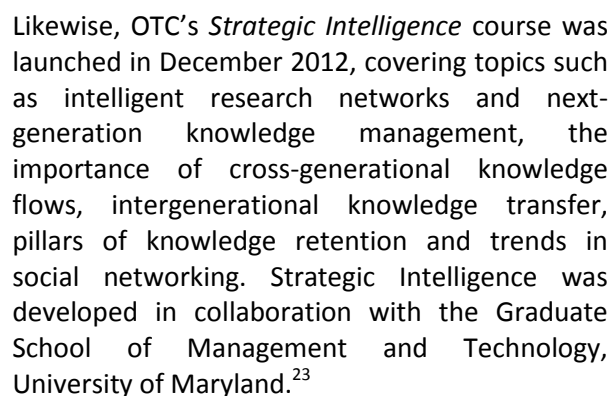 Likewise, OTC’s Strategic Intelligence course was
launched in December 2012, covering topics such
as intelligent research networks and next-
generation knowledge management, the
importance of cross-generational knowledge
flows, intergenerational knowledge transfer,
pillars of knowledge retention and trends in
social networking. Strategic Intelligence was
developed in collaboration with the Graduate
School of Management and Technology,
University of Maryland.23